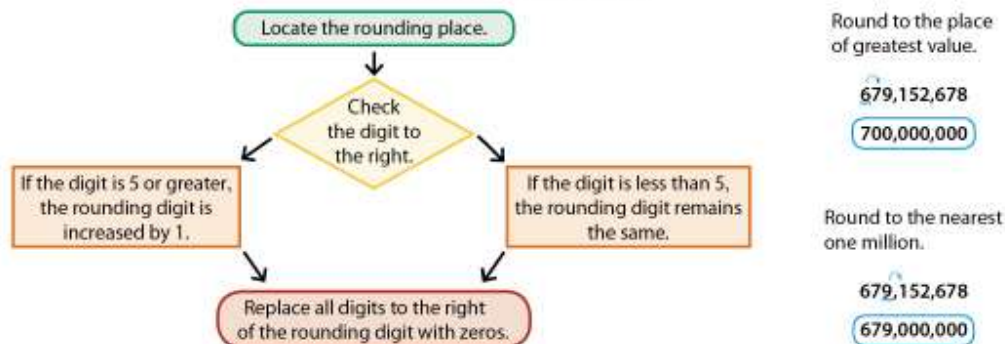 Locate the rounding place.
Check
the digit to
the right.
If the digit is 5 or greater,
the rounding digit is
increased by 1.
If the digit is less than 5,
the rounding digit remains
the same.
Replace all digits to the right
of the rounding digit with zeros.
Round to the place
of greatest value.
679,152,678
700,000,000
Round to the nearest
one million.
679,152,678
679,000,000